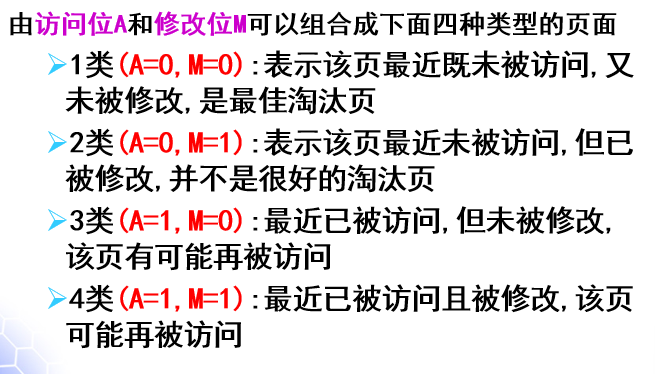 由访问位A和修改位M可以组合成下面四种类型的页面
1类(A=0,M=0):表示该页最近既未被访问,又
未被修改,是最佳淘汰页
2类(A=0,M=1):表示该页最近未被访问,但已
被修改,并不是很好的淘汰页
3类(A=1,M=0):最近已被访问,但未被修改,
该页有可能再被访问
4类(A=1,M=1):最近已被访问且被修改,该页
可能再被访问